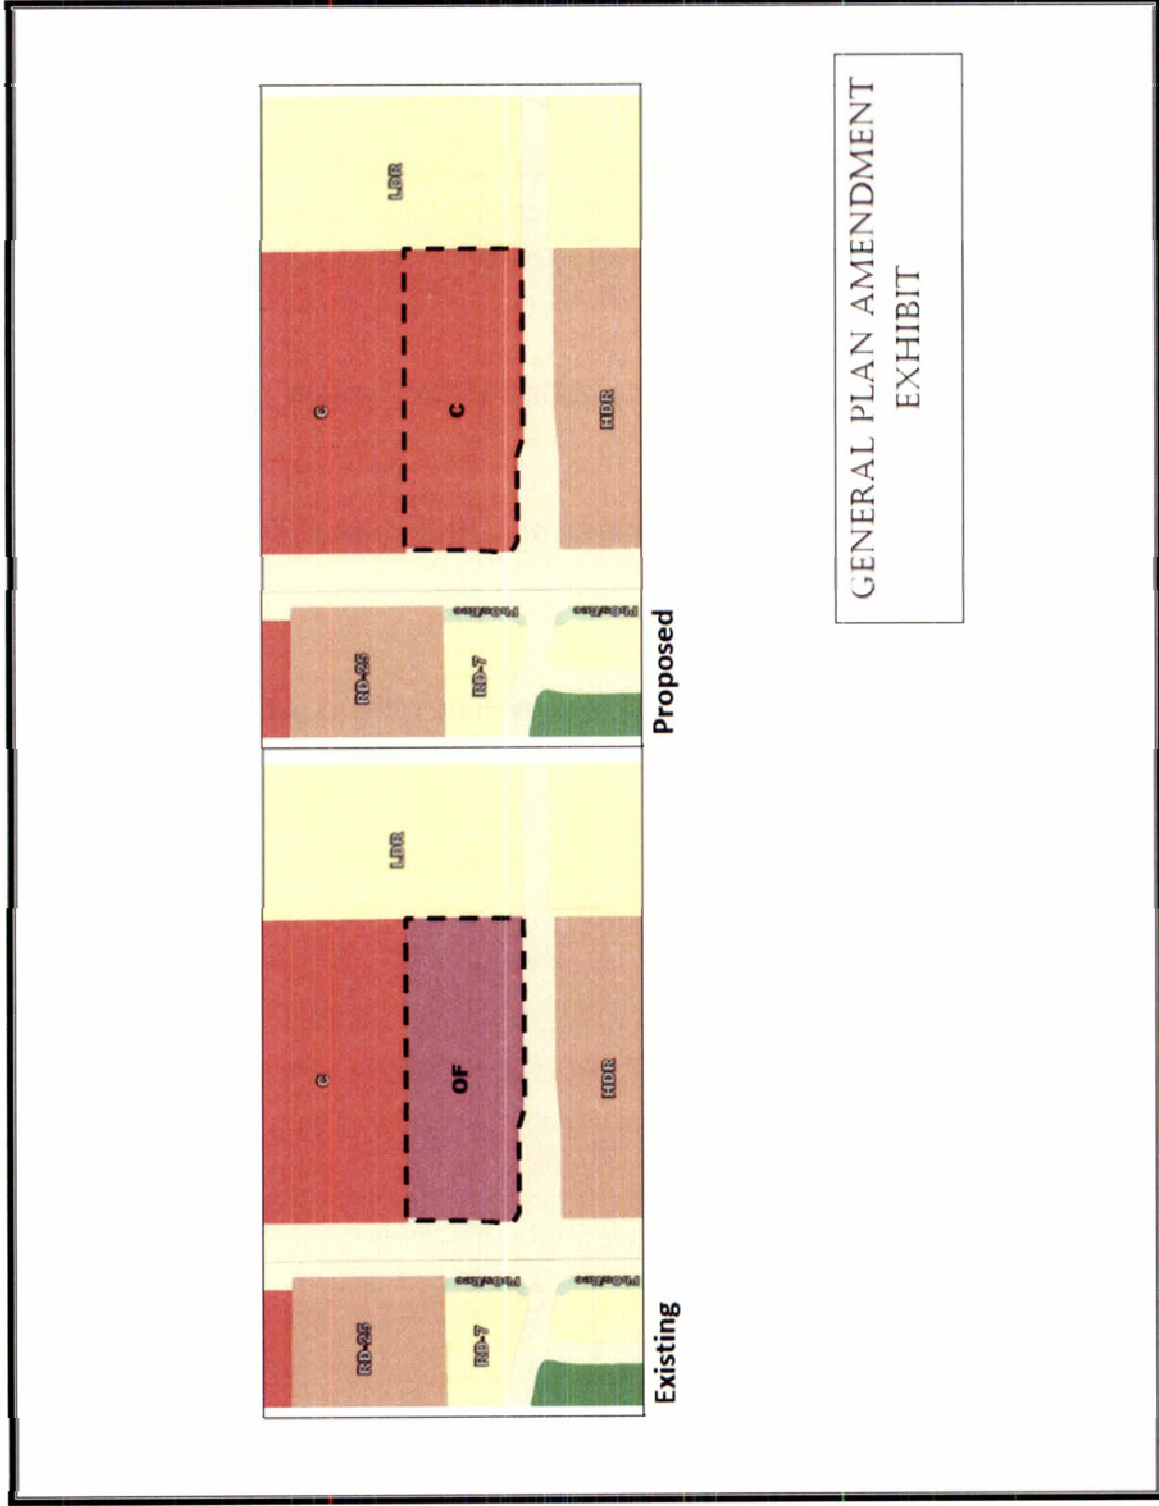 C
OF
LDR
RD-25
RD-7
HDR
Existing
C
C
LDR
RD-25
RD-7
HDR
Proposed
GENERAL PLAN AMENDMENT
EXHIBIT